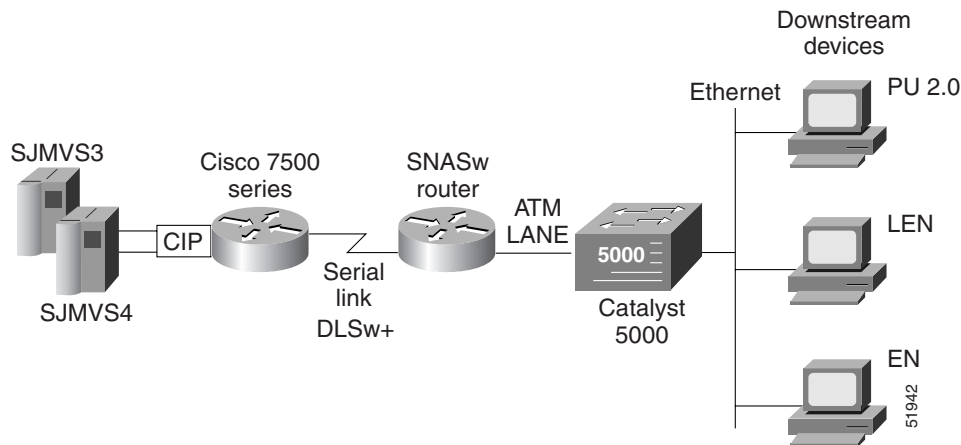 Downstream
devices
PU 2.0
Ethernet
SJMVS3
Cisco 7500
series
SNASw
router
ATM
LANE
LEN
CIP
5000
Serial
link
DLSw+
SJMVS4
Catalyst
5000
EN
51942